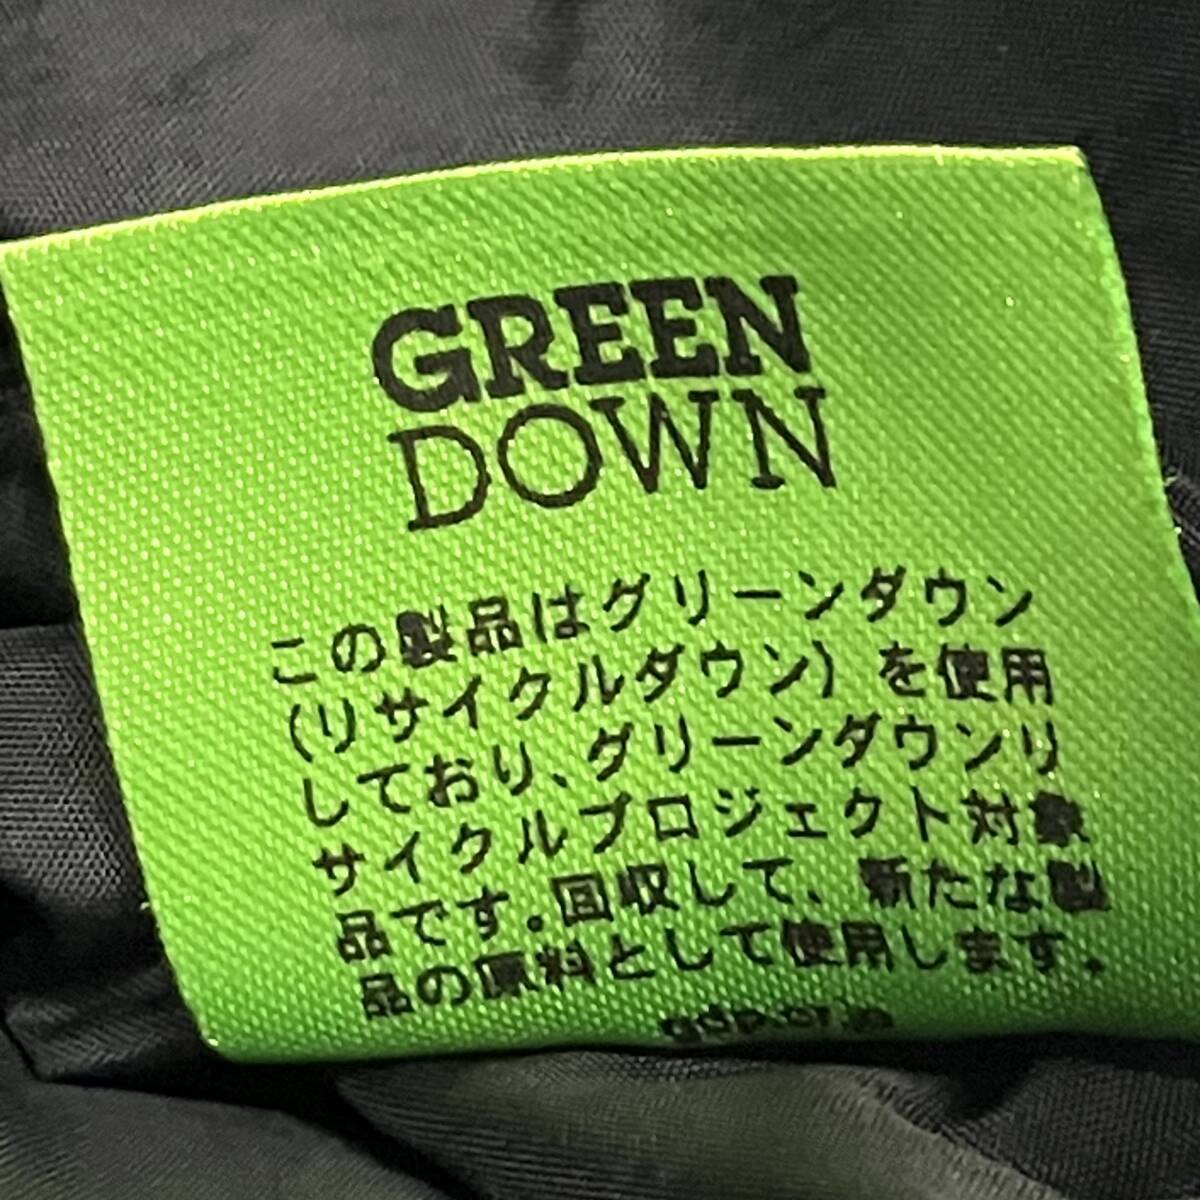 GREEN
DOWN
この製品はグリーンダウン
(リサイクルダウン) を使用
しており、グリーンダウンリ
サイクルプロジェクト対象
品です。回収して、新たな製
品の原料として使用します。